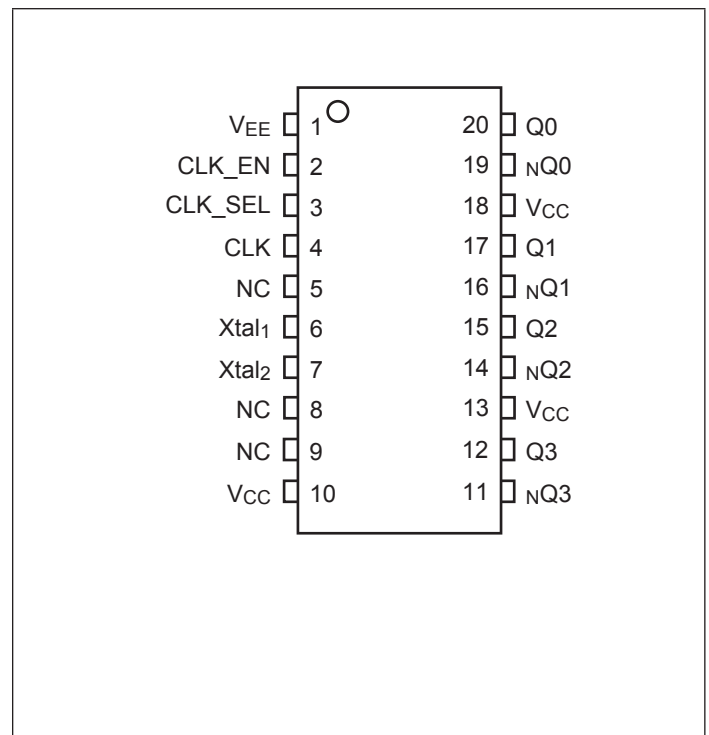 VEE 1 20 Q0
CLK_EN 2 19 NQ0
CLK_SEL 3 18 VCC
CLK 4 17 Q1
NC 5 16 NQ1
Xtal1 6 15 Q2
Xtal2 7 14 NQ2
NC 8 13 VCC
NC 9 12 Q3
VCC 10 11 NQ3